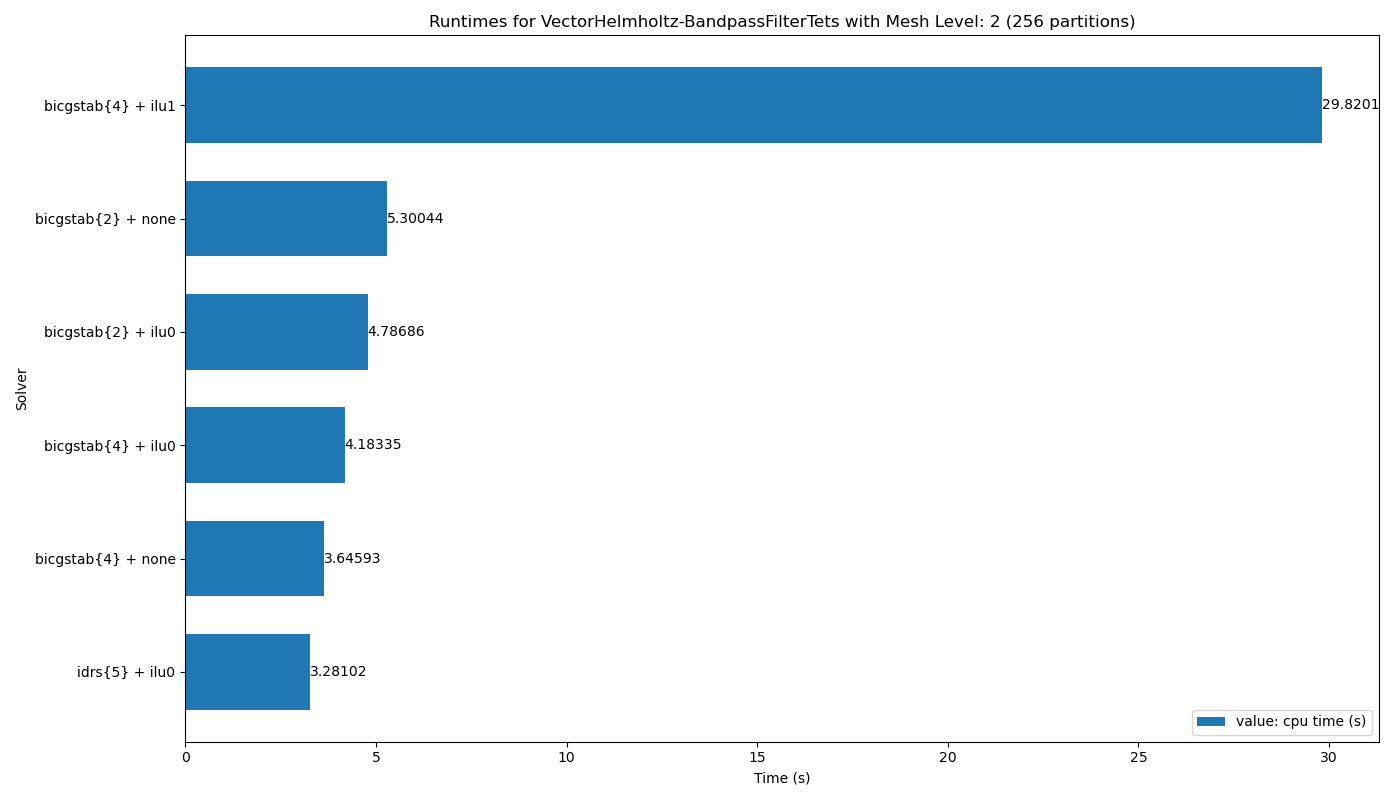 Runtimes for VectorHelmholtz-BandpassFilterTets with Mesh Level: 2 (256 partitions)
bicgstab{4} + ilu1
29.8201
bicgstab{2} + none
5.30044
bicgstab{2} + ilu0
4.78686
Solver
bicgstab{4} + ilu0
4.18335
bicgstab{4} + none
3.64593
idrs{5} + ilu0
3.28102
value: cpu time (s)
0 5 10 15 20 25 30
Time (s)